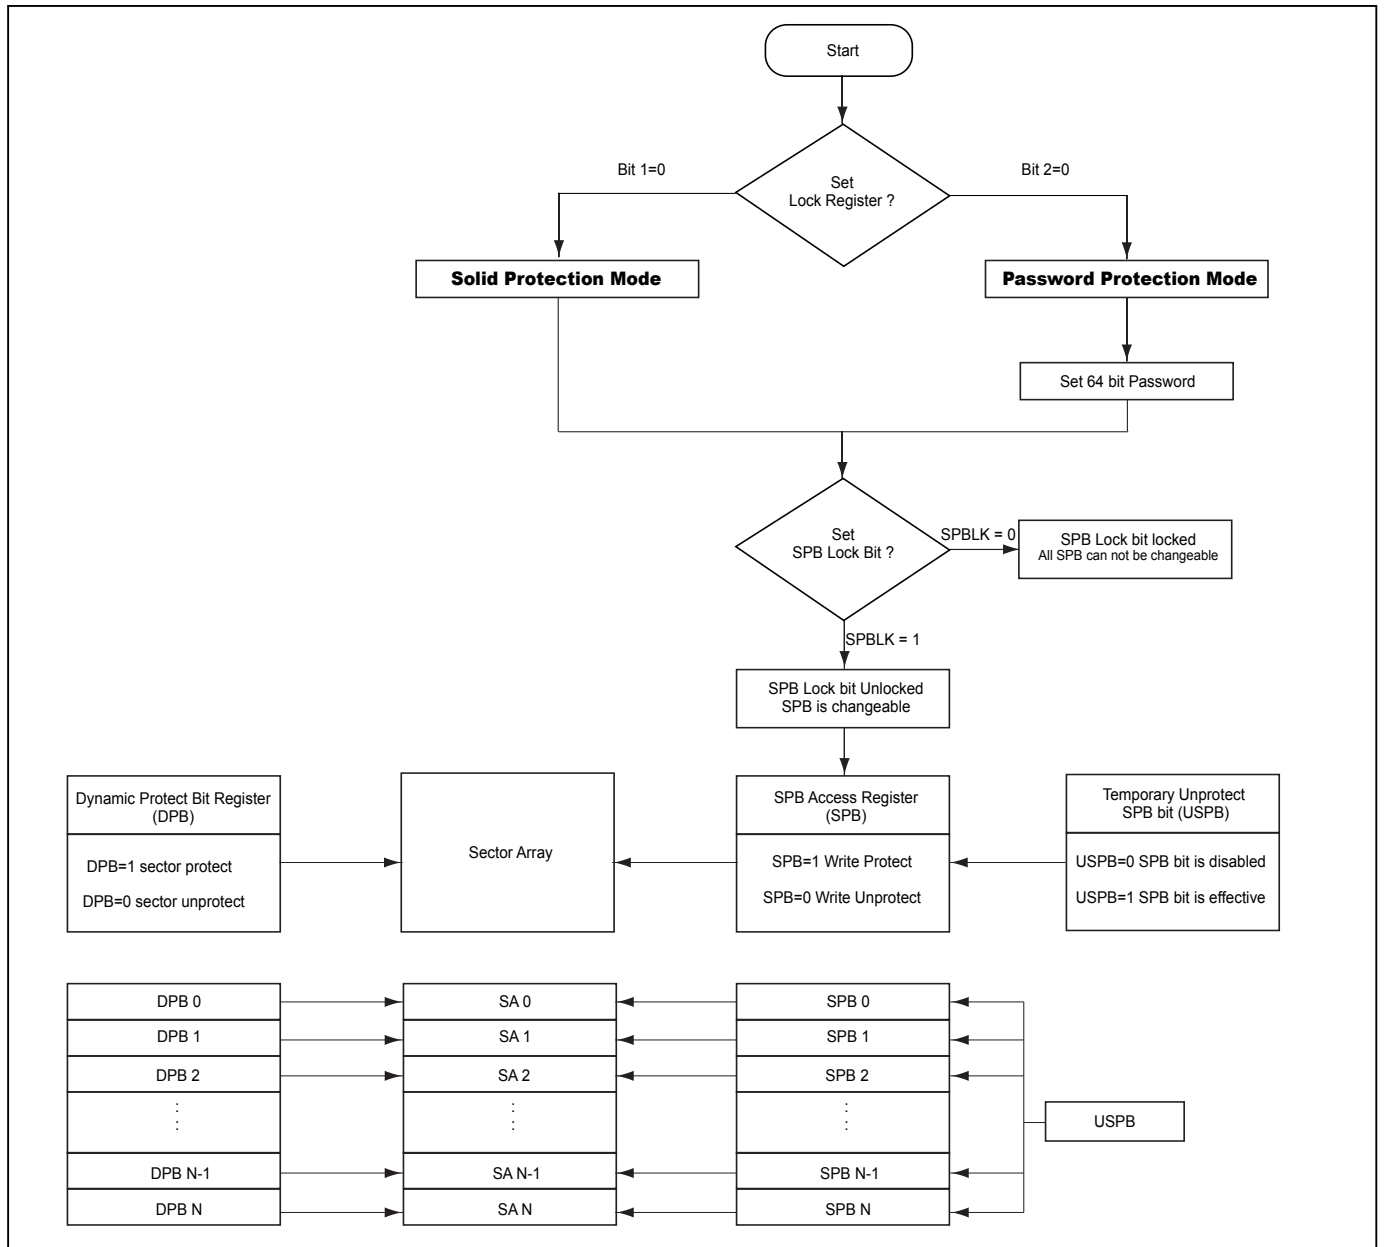 Start
Bit 1=0
Bit 2=0
Set
Lock Register ?
Solid Protection Mode
Password Protection Mode
Set 64 bit Password
Set
SPB Lock Bit ?
SPBLK = 0
SPB Lock bit locked
All SPB can not be changeable
SPBLK = 1
SPB Lock bit Unlocked
SPB is changeable
Dynamic Protect Bit Register
(DPB)
DPB=1 sector protect
DPB=0 sector unprotect
Sector Array
SPB Access Register
(SPB)
SPB=1 Write Protect
SPB=0 Write Unprotect
Temporary Unprotect
SPB bit (USPB)
USPB=0 SPB bit is disabled
USPB=1 SPB bit is effective
DPB 0
SA 0
SPB 0
DPB 1
SA 1
SPB 1
DPB 2
SA 2
SPB 2
USPB
DPB N-1
SA N-1
SPB N-1
DPB N
SA N
SPB N